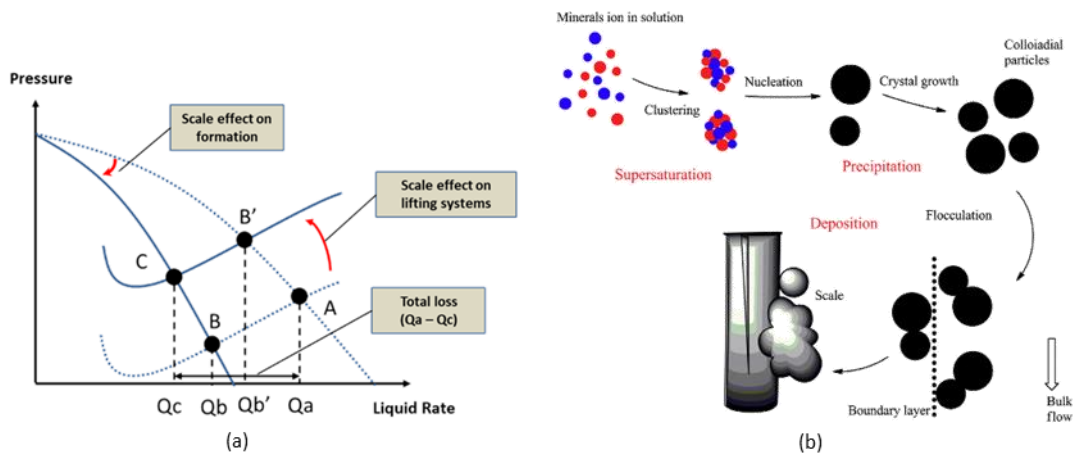 Pressure
Scale effect on
formation
Scale effect on
lifting systems
B′
C
B
A
Total loss
(Qa – Qc)
Qc
Qb
Qb′
Qa
Liquid Rate
(a)
Minerals ion in solution
Clustering
Supersaturation
Nucleation
Crystal growth
Colloiadial
particles
Precipitation
Deposition
Flocculation
Scale
Boundary layer
Bulk
flow
(b)